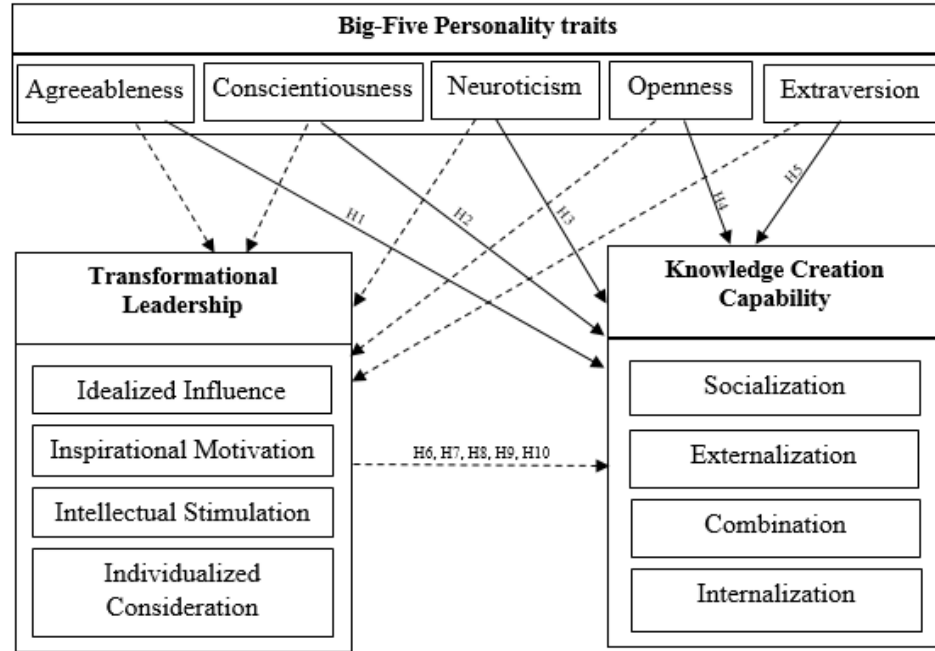 Big-Five Personality traits
Agreeableness
Conscientiousness
Neuroticism
Openness
Extraversion
H1
H2
H3
H4
H5
Transformational
Leadership
Idealized Influence
Inspirational Motivation
Intellectual Stimulation
Individualized
Consideration
H6, H7, H8, H9, H10
Knowledge Creation
Capability
Socialization
Externalization
Combination
Internalization